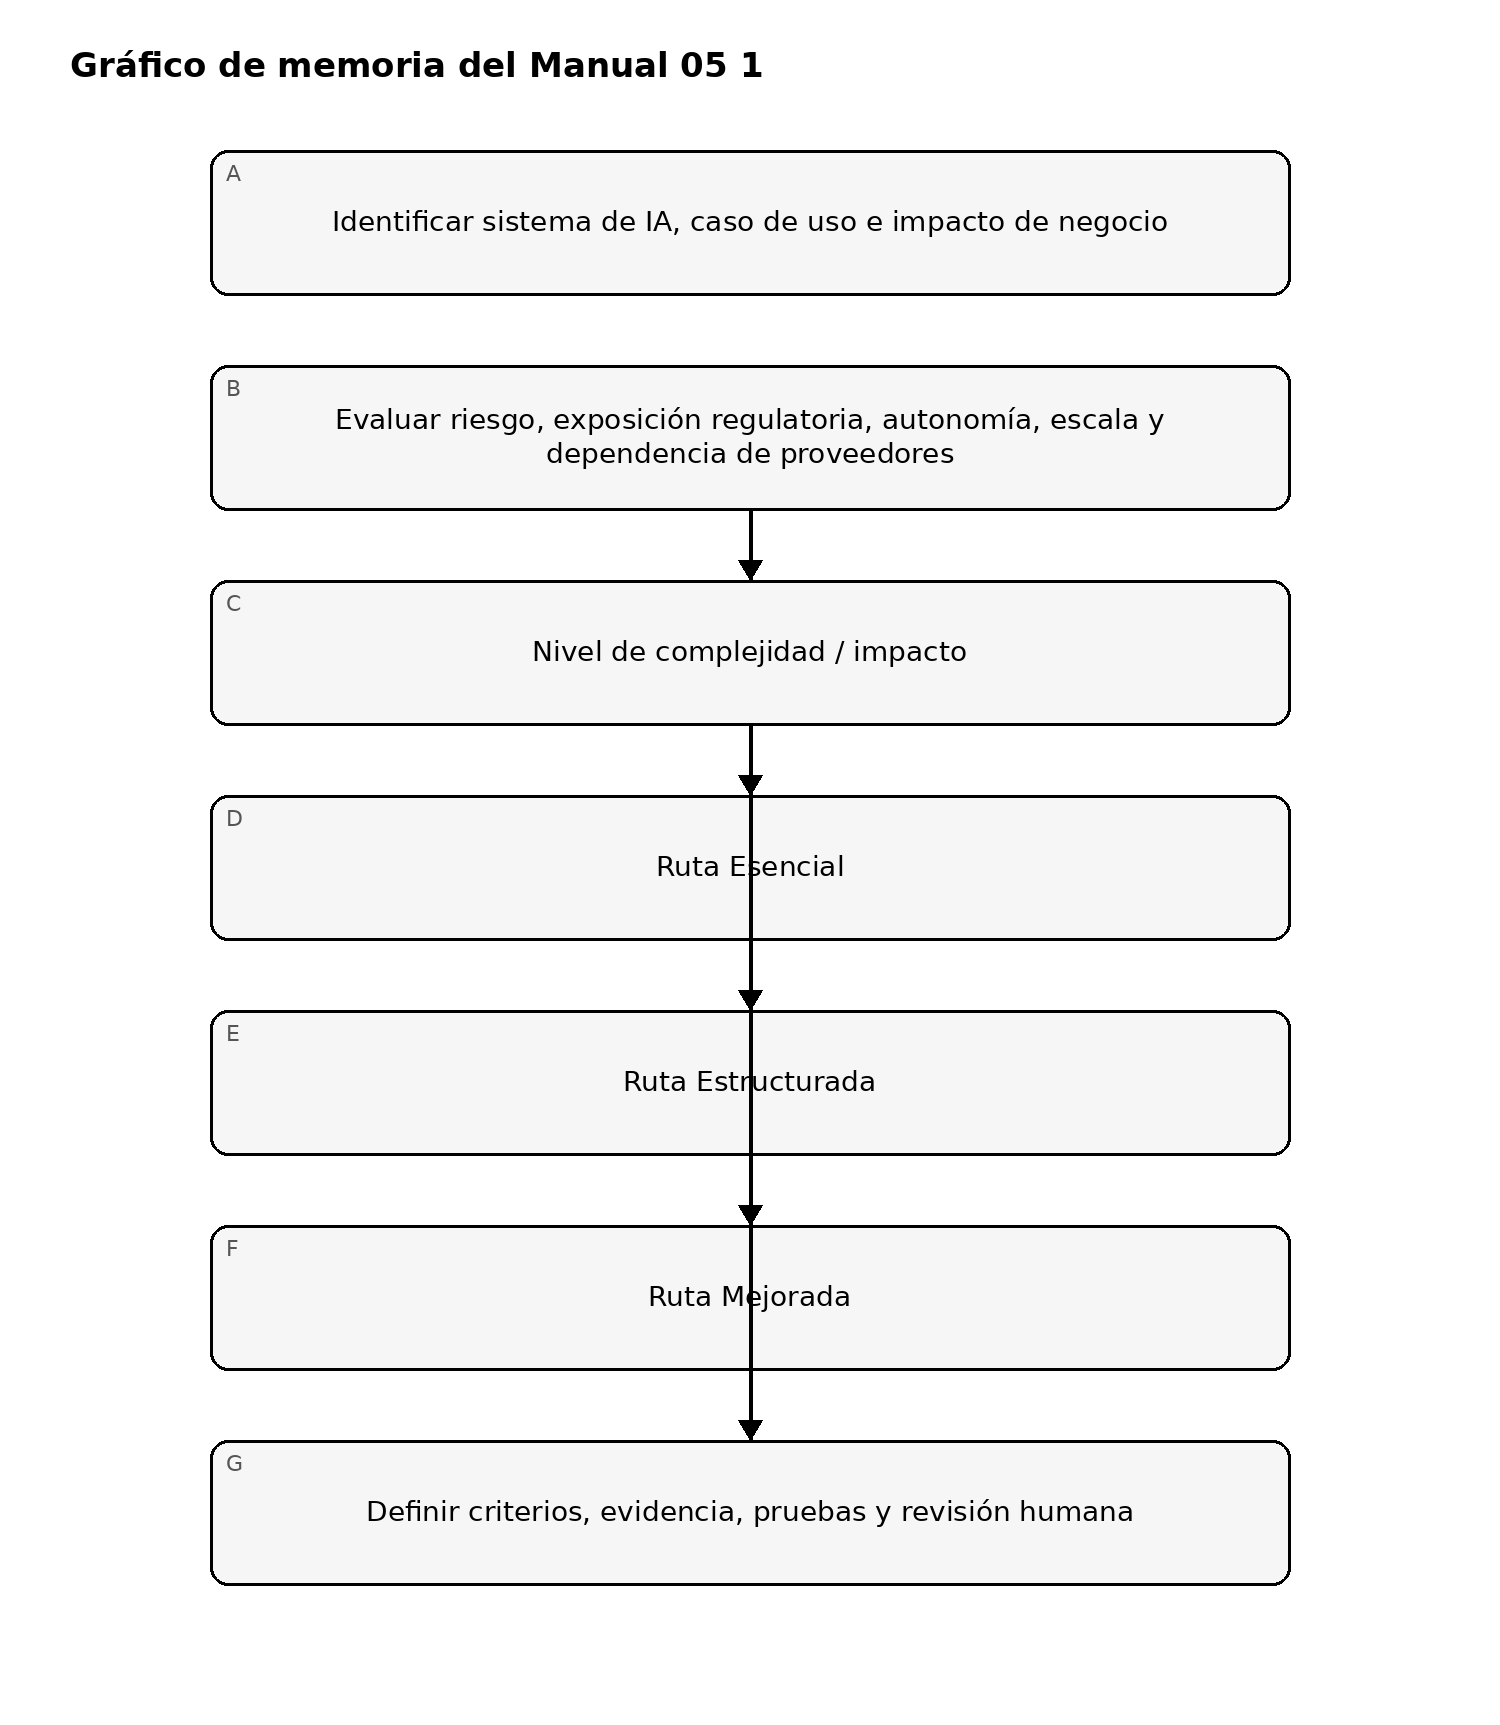 Gráfico de memoria del Manual 05 1
A
Identificar sistema de IA, caso de uso e impacto de negocio
B
Evaluar riesgo, exposición regulatoria, autonomía, escala y
dependencia de proveedores
C
Nivel de complejidad / impacto
D
Ruta Esencial
E
Ruta Estructurada
F
Ruta Mejorada
G
Definir criterios, evidencia, pruebas y revisión humana